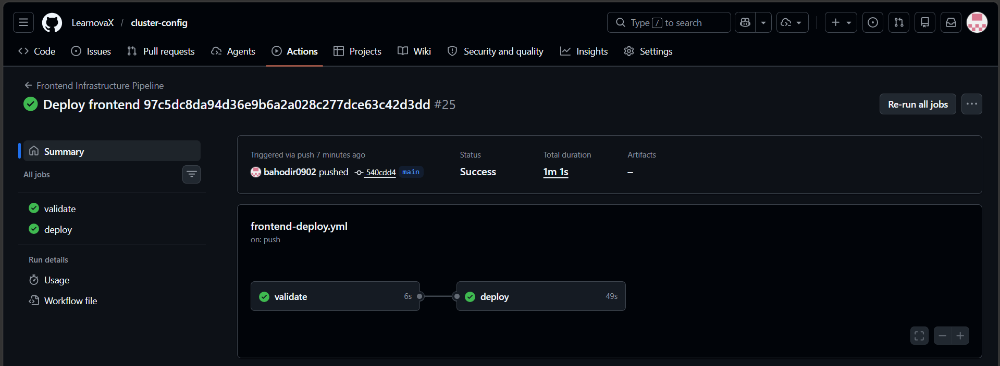 LearnovaX / cluster-config
Type / to search
Code Issues Pull requests Agents Actions Projects Wiki Security and quality Insights Settings
← Frontend Infrastructure Pipeline
Deploy frontend 97c5dc8da94d36e9b6a2a028c277dce63c42d3dd #25
Re-run all jobs
Summary
All jobs
validate
deploy
Run details
Usage
Workflow file
Triggered via push 7 minutes ago
bahodir0902 pushed 540cdd4 main
Status
Success
Total duration
1m 1s
Artifacts
–
frontend-deploy.yml
on: push
validate 6s
deploy 49s